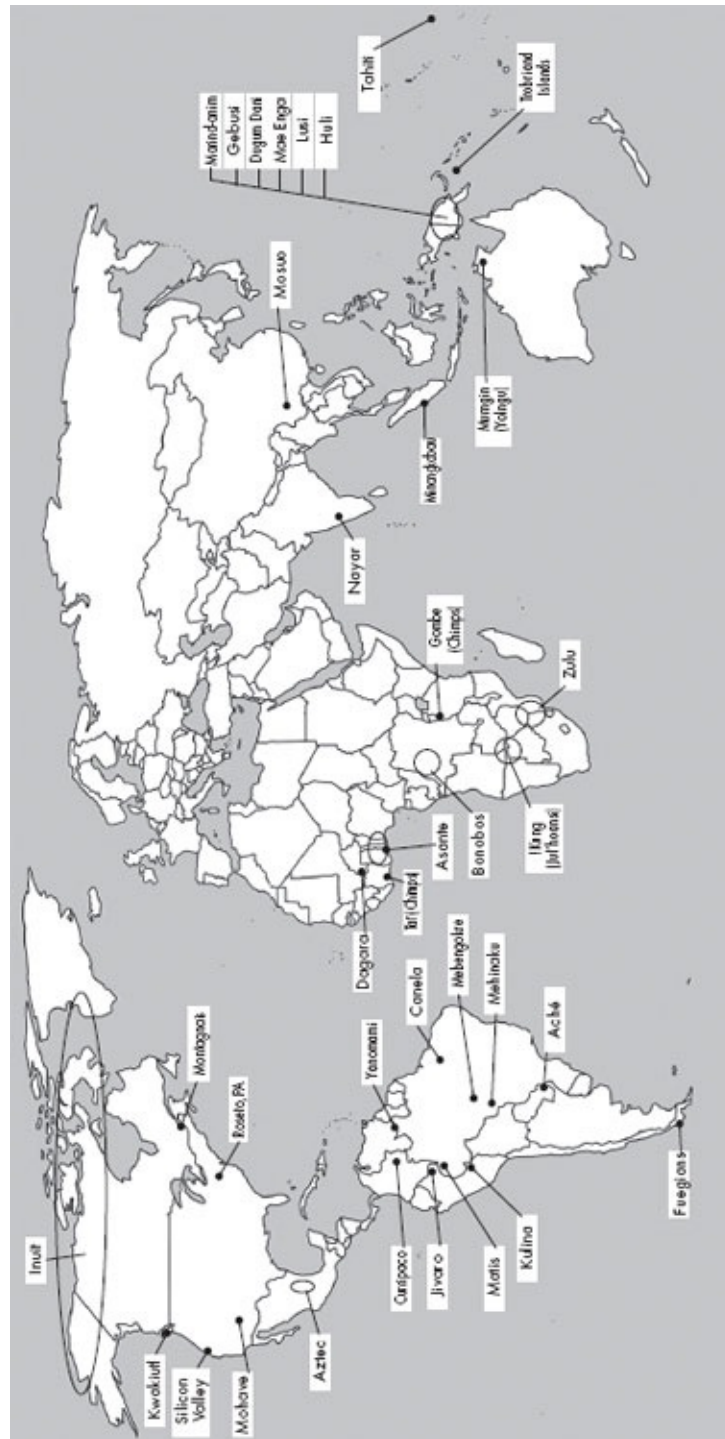 Inuit
Kwakiutl
Silicon
Valley
Mohave
Aztec
Montagnais
Roseto, PA
Curripaco
Jivaro
Matis
Kulina
Yanomami
Canela
Mebengokre
Mehinaku
Aché
Fuegians
Dagara
Taï (Chimps)
Asante
Bonobos
!Kung
(Ju/'hoansi)
Gombe
(Chimps)
Zulu
Nayar
Mosuo
Minangkabau
Murngin
(Yolngu)
Marind-anim
Gebusi
Dugum Dani
Mae Enga
Lusi
Huli
Trobriand
Islands
Tahiti